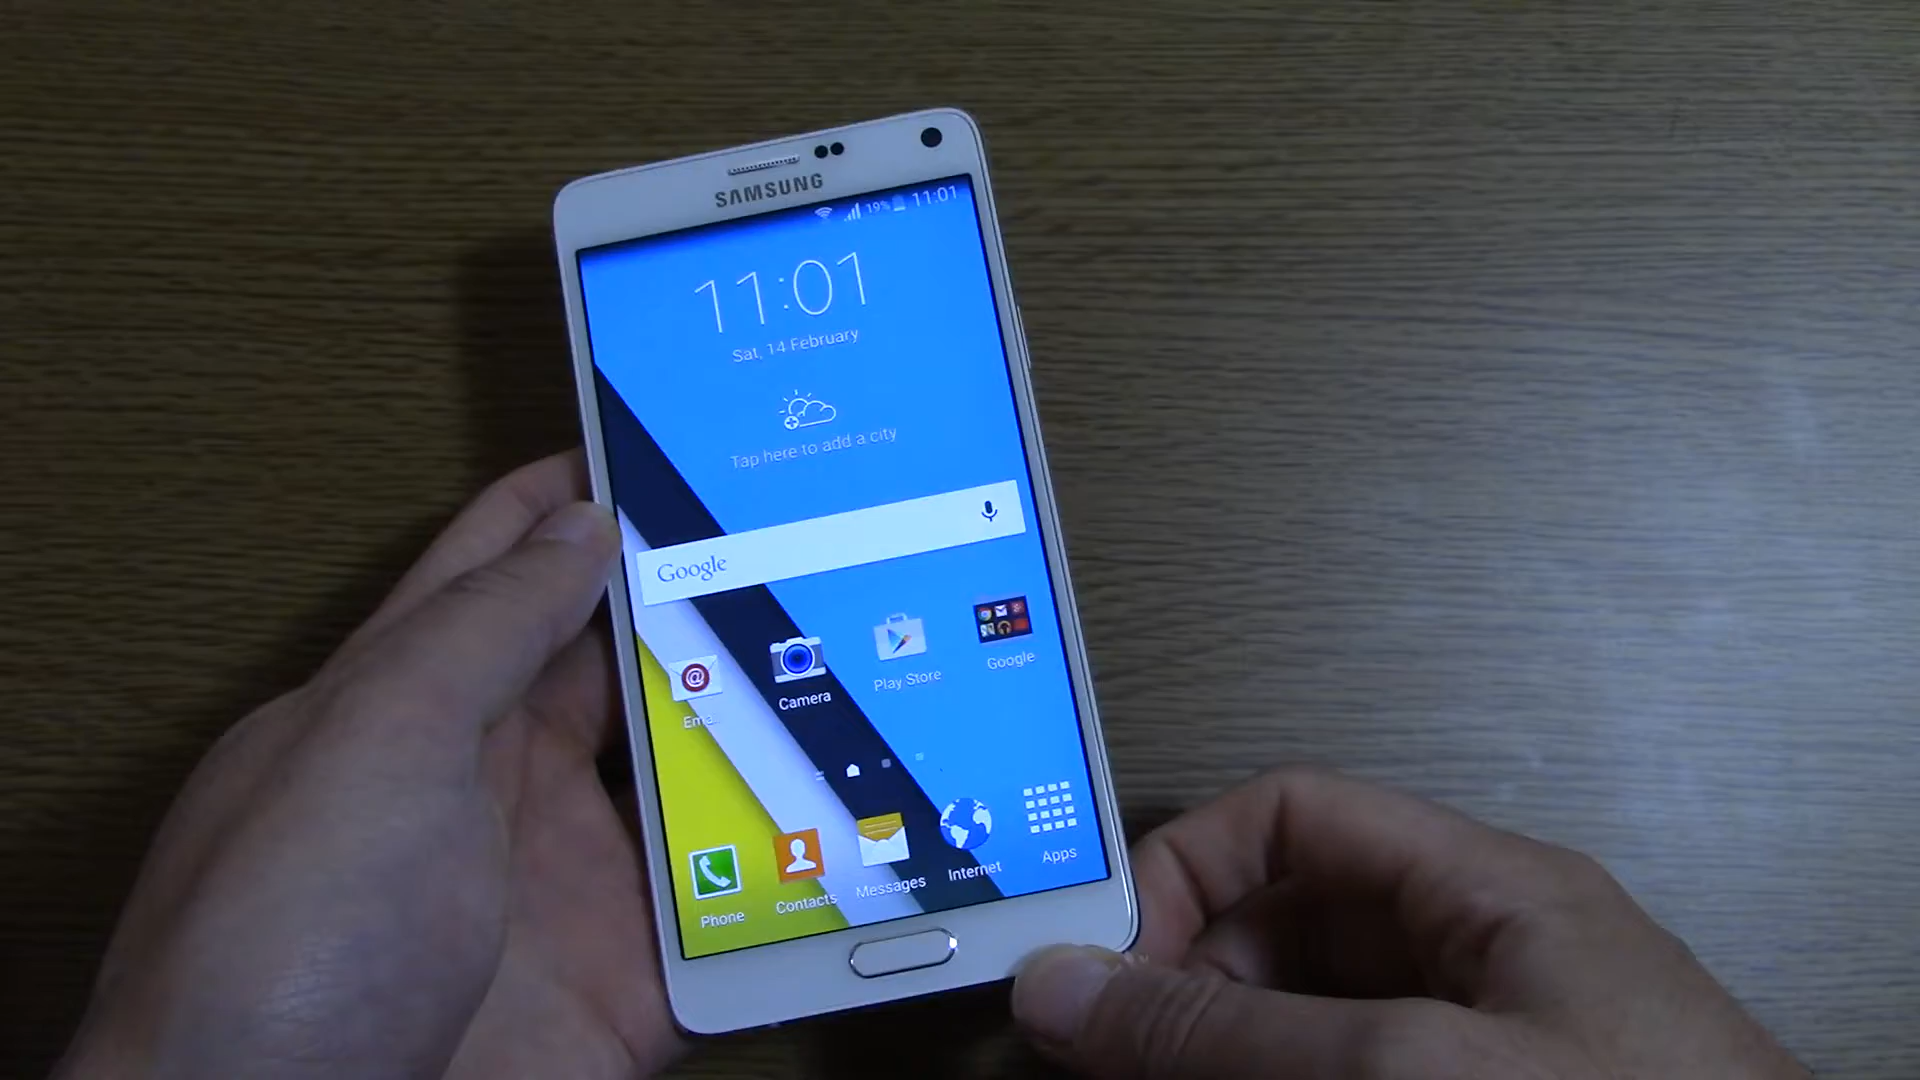 SAMSUNG
19% 11:01
11:01
Sat, 14 February
Tap here to add a city
Google
Camera
Play Store
Google
Phone
Contacts
Messages
Internet
Apps